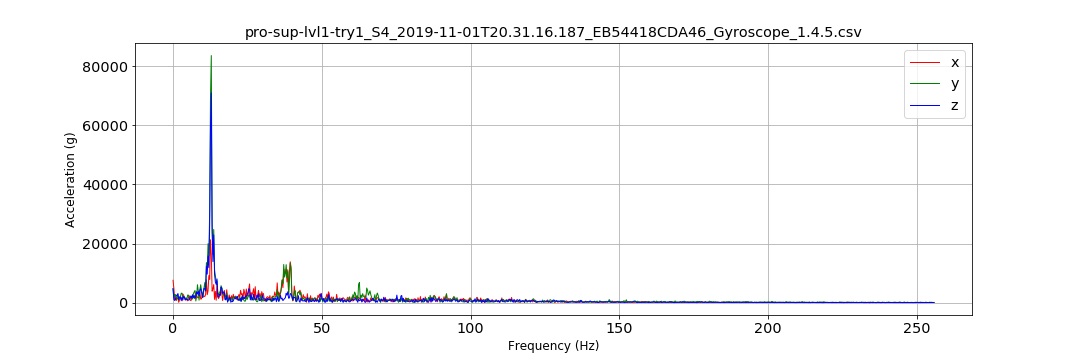 pro-sup-lvl1-try1_S4_2019-11-01T20.31.16.187_EB54418CDA46_Gyroscope_1.4.5.csv
x
y
z
80000
60000
40000
20000
0
Acceleration (g)
0 50 100 150 200 250
Frequency (Hz)